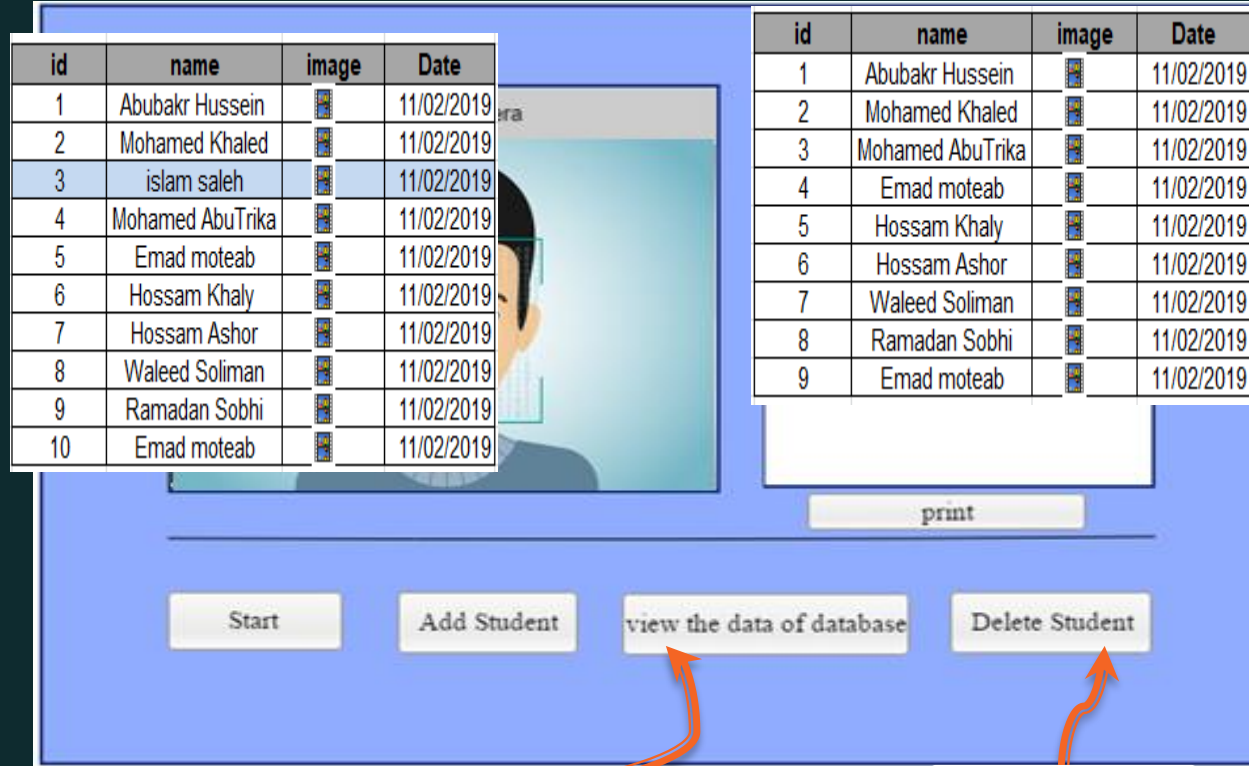 id name image Date
1 Abubakr Hussein 11/02/2019
2 Mohamed Khaled 11/02/2019
3 islam saleh 11/02/2019
4 Mohamed AbuTrika 11/02/2019
5 Emad moteab 11/02/2019
6 Hossam Khaly 11/02/2019
7 Hossam Ashor 11/02/2019
8 Waleed Soliman 11/02/2019
9 Ramadan Sobhi 11/02/2019
10 Emad moteab 11/02/2019
era
id name image Date
1 Abubakr Hussein 11/02/2019
2 Mohamed Khaled 11/02/2019
3 Mohamed AbuTrika 11/02/2019
4 Emad moteab 11/02/2019
5 Hossam Khaly 11/02/2019
6 Hossam Ashor 11/02/2019
7 Waleed Soliman 11/02/2019
8 Ramadan Sobhi 11/02/2019
9 Emad moteab 11/02/2019
print
Start Add Student view the data of database Delete Student